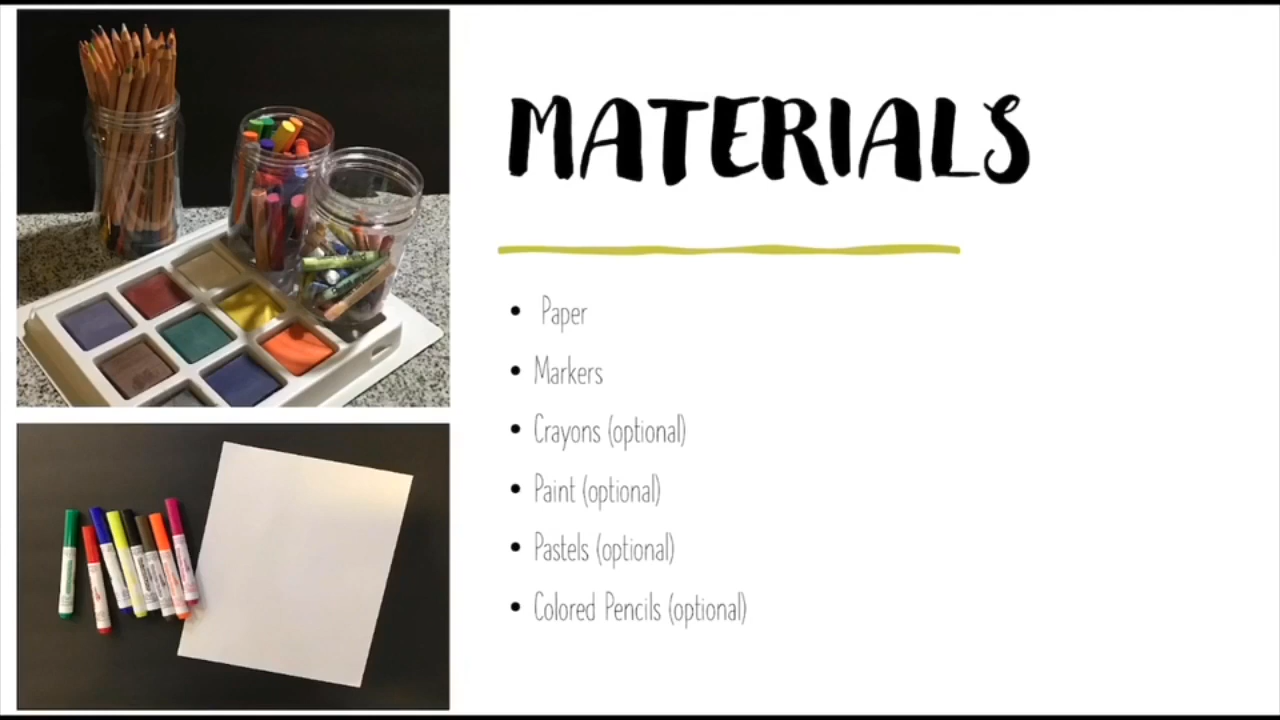 MATERIALS
• Paper
• Markers
• Crayons (optional)
• Paint (optional)
• Pastels (optional)
• Colored Pencils (optional)